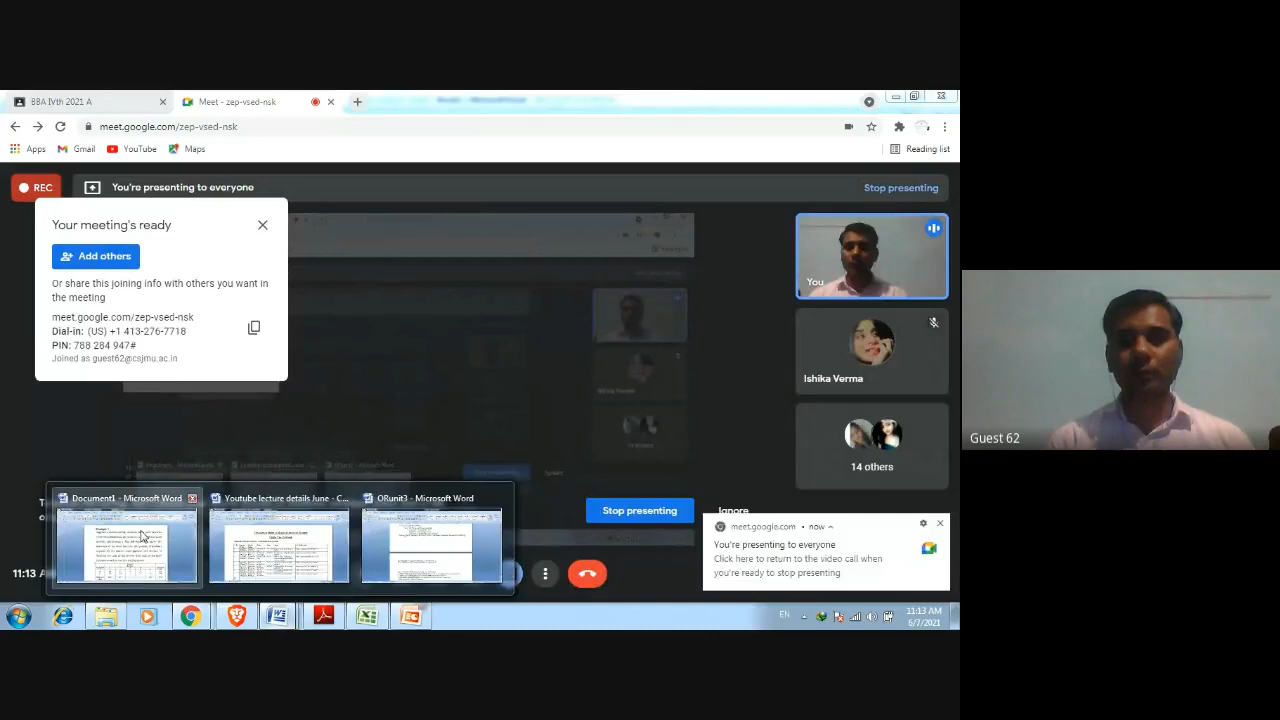 BBA IVth 2021 A
Meet - zep-vsed-nsk
meet.google.com/zep-vsed-nsk
Apps
Gmail
YouTube
Maps
Reading list
REC
You're presenting to everyone
Stop presenting
Your meeting's ready
Add others
Or share this joining info with others you want in
the meeting
meet.google.com/zep-vsed-nsk
Dial-in: (US) +1 413-276-7718
PIN: 788 284 947#
Joined as guest62@csjmu.ac.in
You
Ishika Verma
14 others
Guest 62
Document1 - Microsoft Word
Youtube lecture details June - C...
ORunit3 - Microsoft Word
Stop presenting
Ignore
meet.google.com • now
You're presenting to everyone
Click here to return to the video call when
you're ready to stop presenting
11:13
EN
11:13 AM
6/7/2021